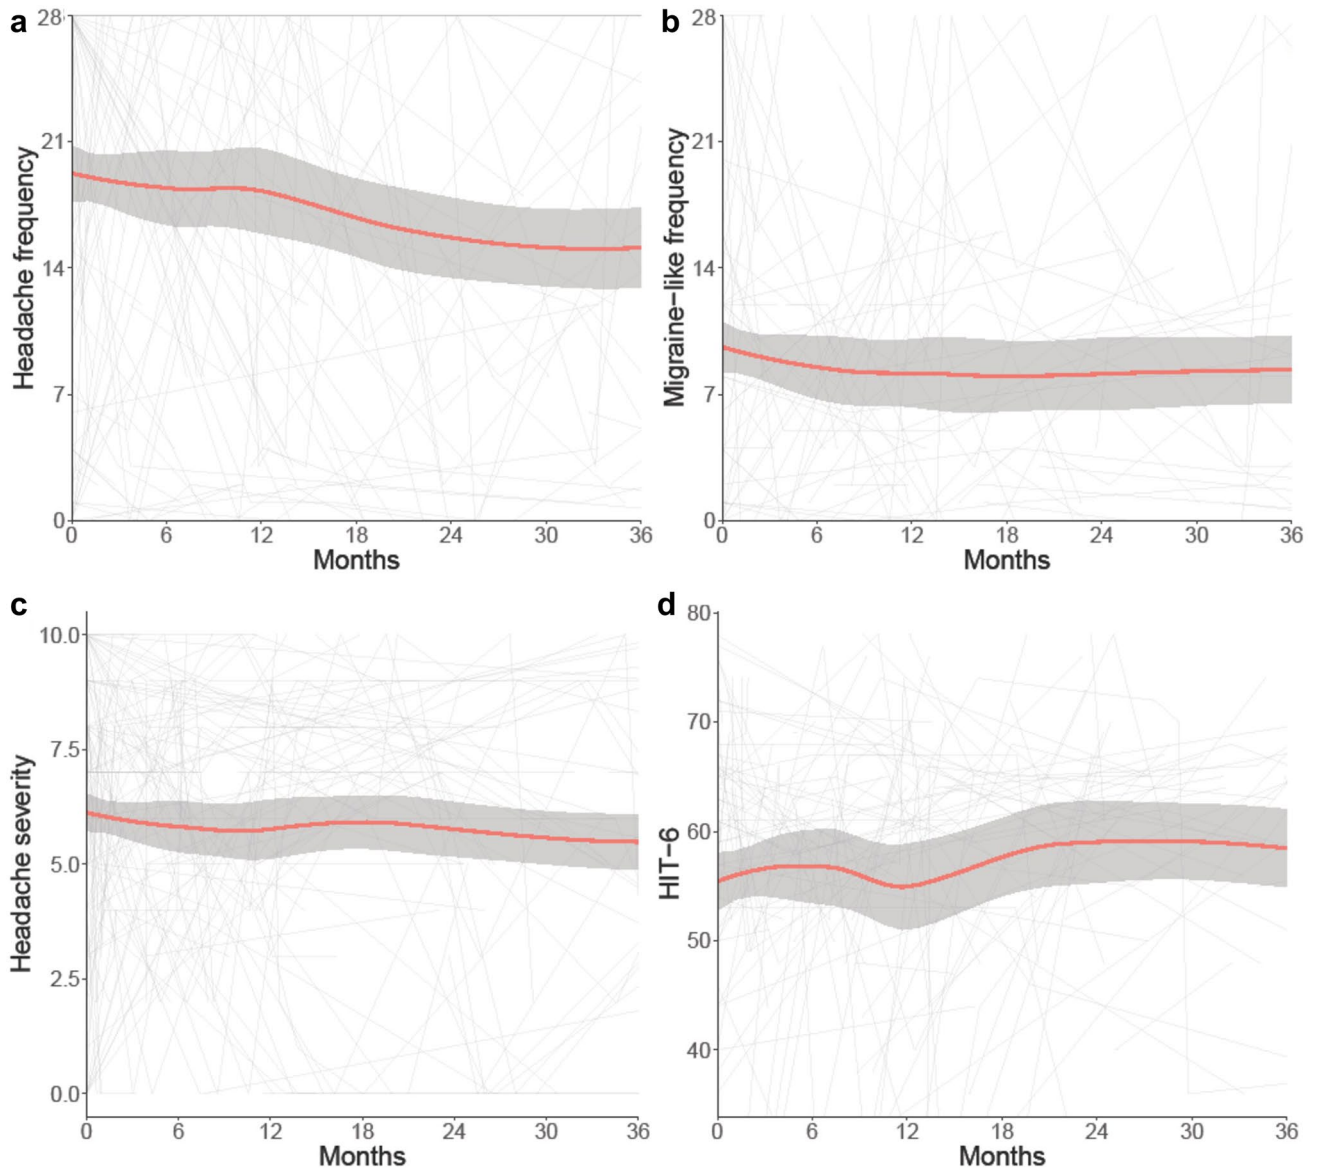 a
28
21
14
7
0
Headache frequency
0 6 12 18 24 30 36
Months
b
28
21
14
7
0
Migraine−like frequency
0 6 12 18 24 30 36
Months
c
10.0
7.5
5.0
2.5
0.0
Headache severity
0 6 12 18 24 30 36
Months
d
80
70
60
50
40
HIT−6
0 6 12 18 24 30 36
Months